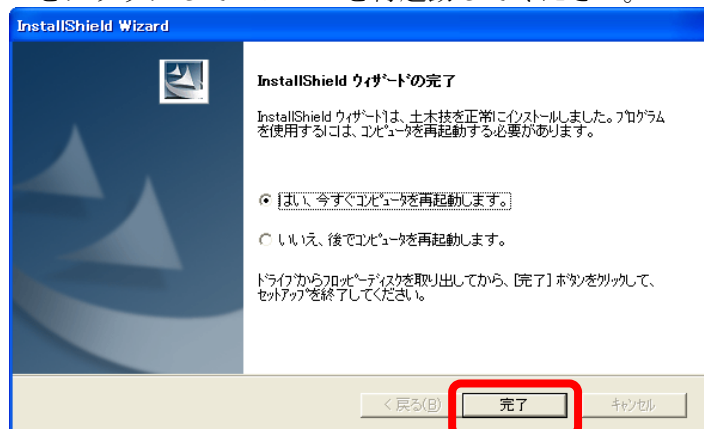 InstallShield Wizard
InstallShield ウィザードの完了
InstallShield ウィザードは、土木技を正常にインストールしました。プログラム
を使用するには、コンピュータを再起動する必要があります。
はい、今すぐコンピュータを再起動します。
いいえ、後でコンピュータを再起動します。
ドライブからフロッピーディスクを取り出してから、[完了] ボタンをクリックして、
セットアップを終了してください。
< 戻る(B)
完了
キャンセル